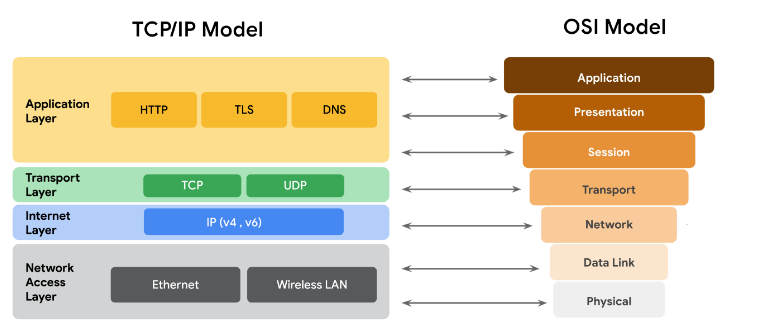 TCP/IP Model
OSI Model
Application
Layer
HTTP
TLS
DNS
Transport
Layer
TCP
UDP
Internet
Layer
IP (v4 , v6)
Network
Access
Layer
Ethernet
Wireless LAN
Application
Presentation
Session
Transport
Network
Data Link
Physical